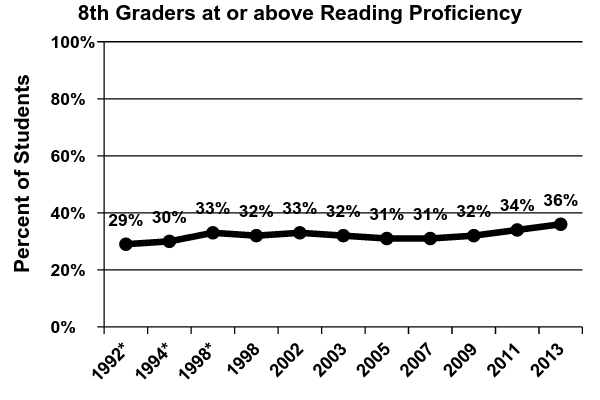 8th Graders at or above Reading Proficiency
Percent of Students
100%
80%
60%
40%
20%
0%
29% 30% 33% 32% 33% 32% 31% 31% 32% 34% 36%
1992* 1994* 1998* 1998 2002 2003 2005 2007 2009 2011 2013